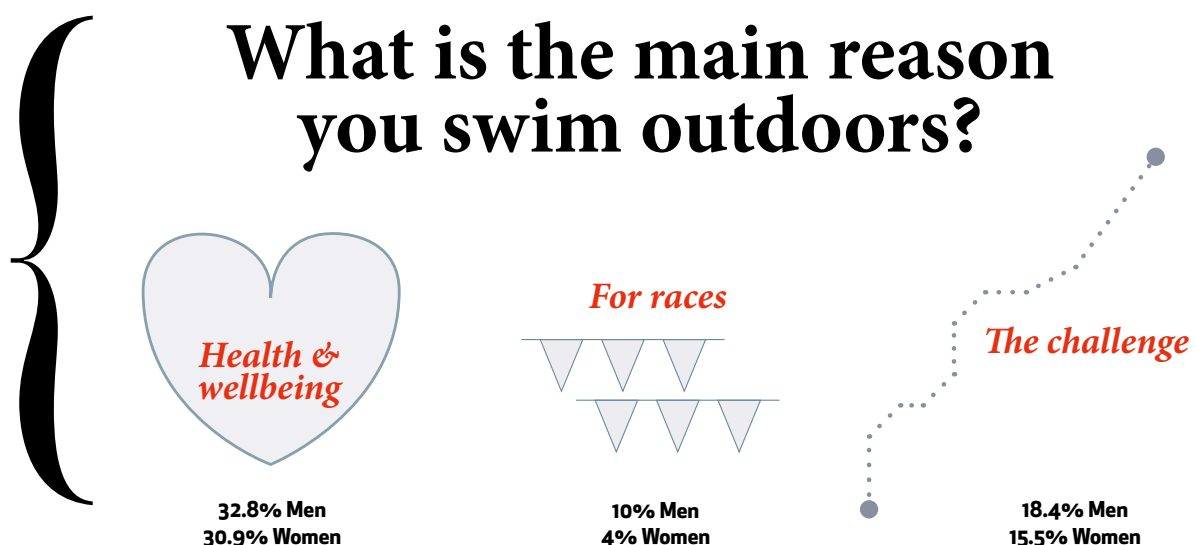 What is the main reason
you swim outdoors?
Health &
wellbeing
32.8% Men
30.9% Women
For races
10% Men
4% Women
The challenge
18.4% Men
15.5% Women